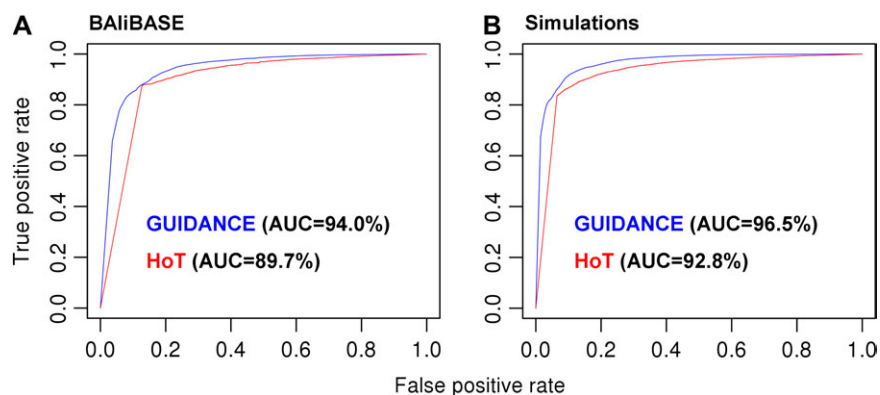 A BAliBASE
1.0
0.8
0.6
0.4
0.2
0.0
True positive rate
GUIDANCE (AUC=94.0%)
HoT (AUC=89.7%)
0.0 0.2 0.4 0.6 0.8 1.0
B Simulations
1.0
0.8
0.6
0.4
0.2
0.0
GUIDANCE (AUC=96.5%)
HoT (AUC=92.8%)
0.0 0.2 0.4 0.6 0.8 1.0
False positive rate